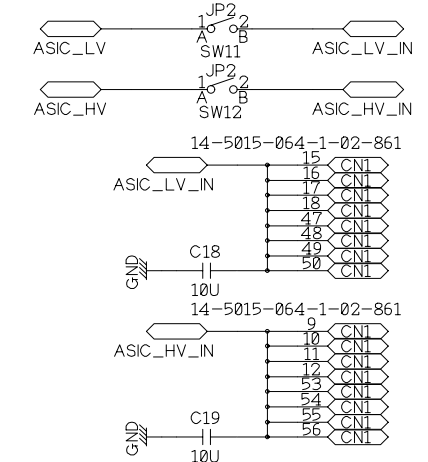 JP2
1 2
A B
ASIC_LV SW11 ASIC_LV_IN
JP2
1 2
A B
ASIC_HV SW12 ASIC_HV_IN
14-5015-064-1-02-861
15 CN1
ASIC_LV_IN 16 CN1
17 CN1
18 CN1
47 CN1
48 CN1
C18 49 CN1
GND 50 CN1
10U
14-5015-064-1-02-861
9 CN1
ASIC_HV_IN 10 CN1
11 CN1
12 CN1
53 CN1
54 CN1
C19 55 CN1
GND 56 CN1
10U